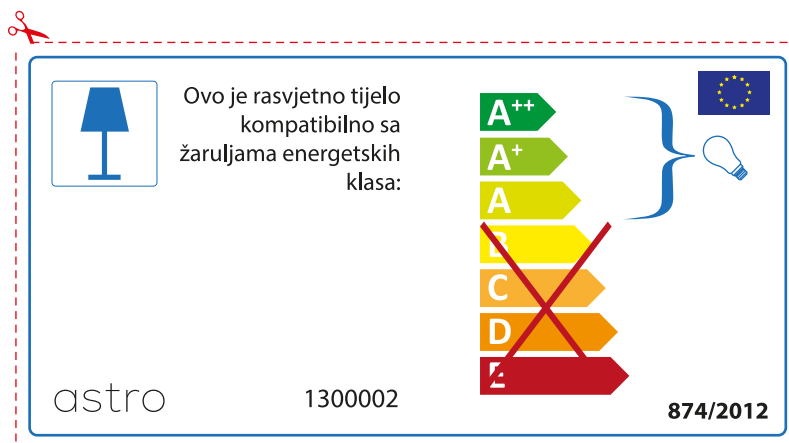 Ovo je rasvjetno tijelo
kompatibilno sa
žaruljama energetskih
klasa:
A++
A+
A
B
C
D
E
astro
1300002
874/2012